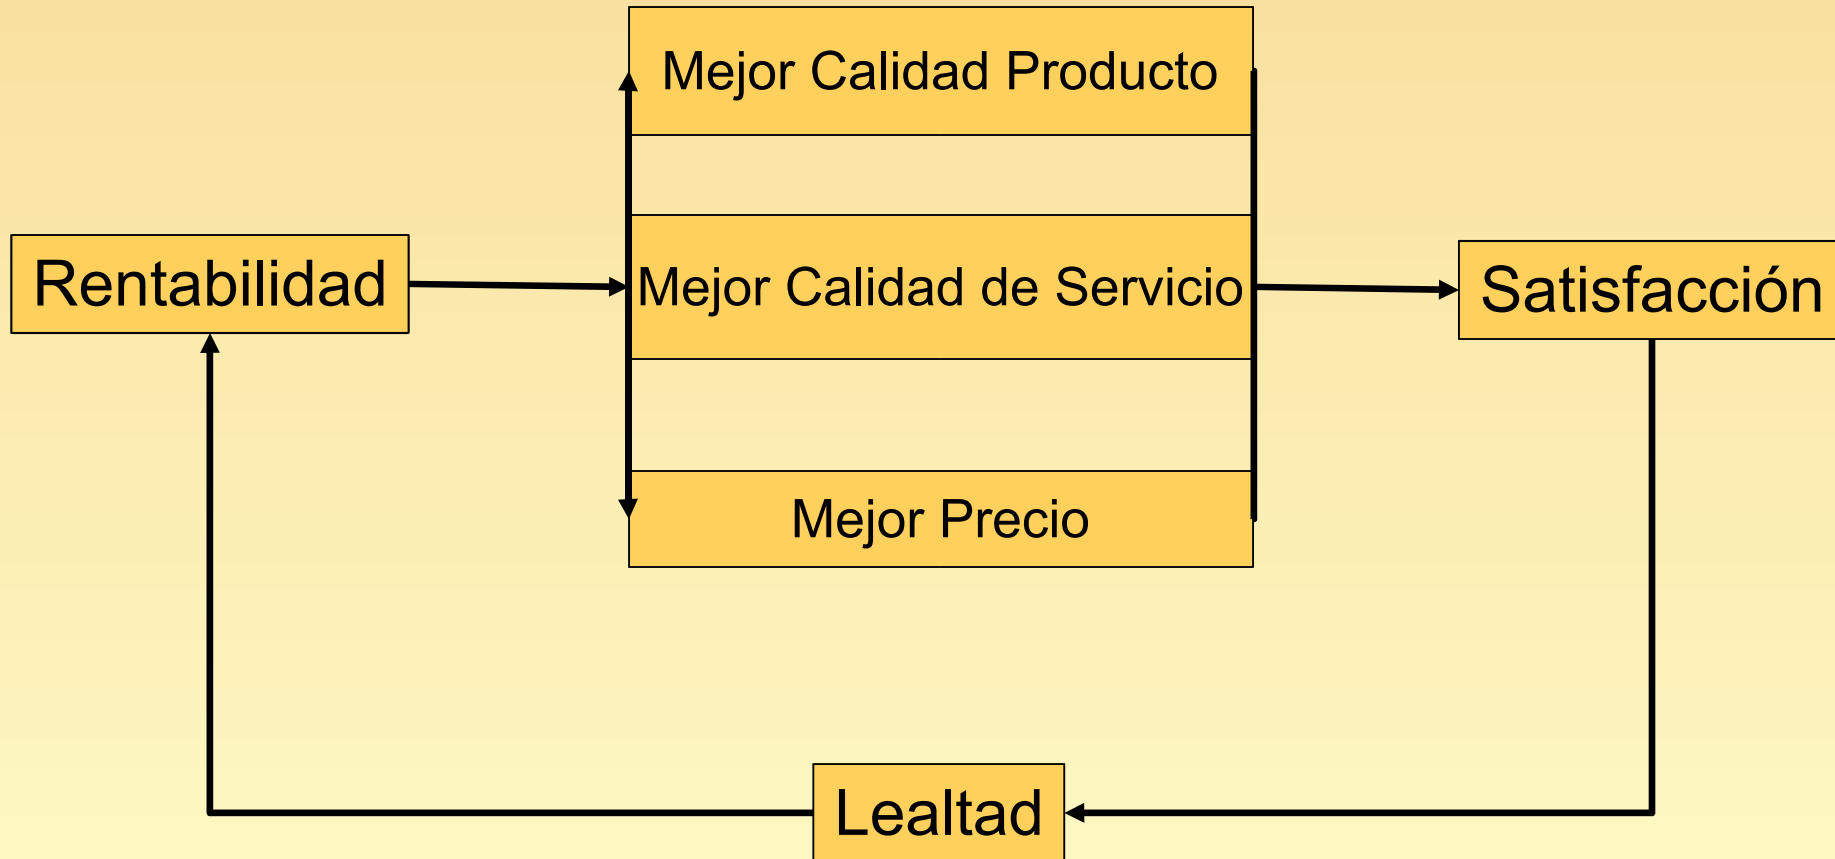 Mejor Calidad Producto
Rentabilidad
Mejor Calidad de Servicio
Satisfacción
Mejor Precio
Lealtad